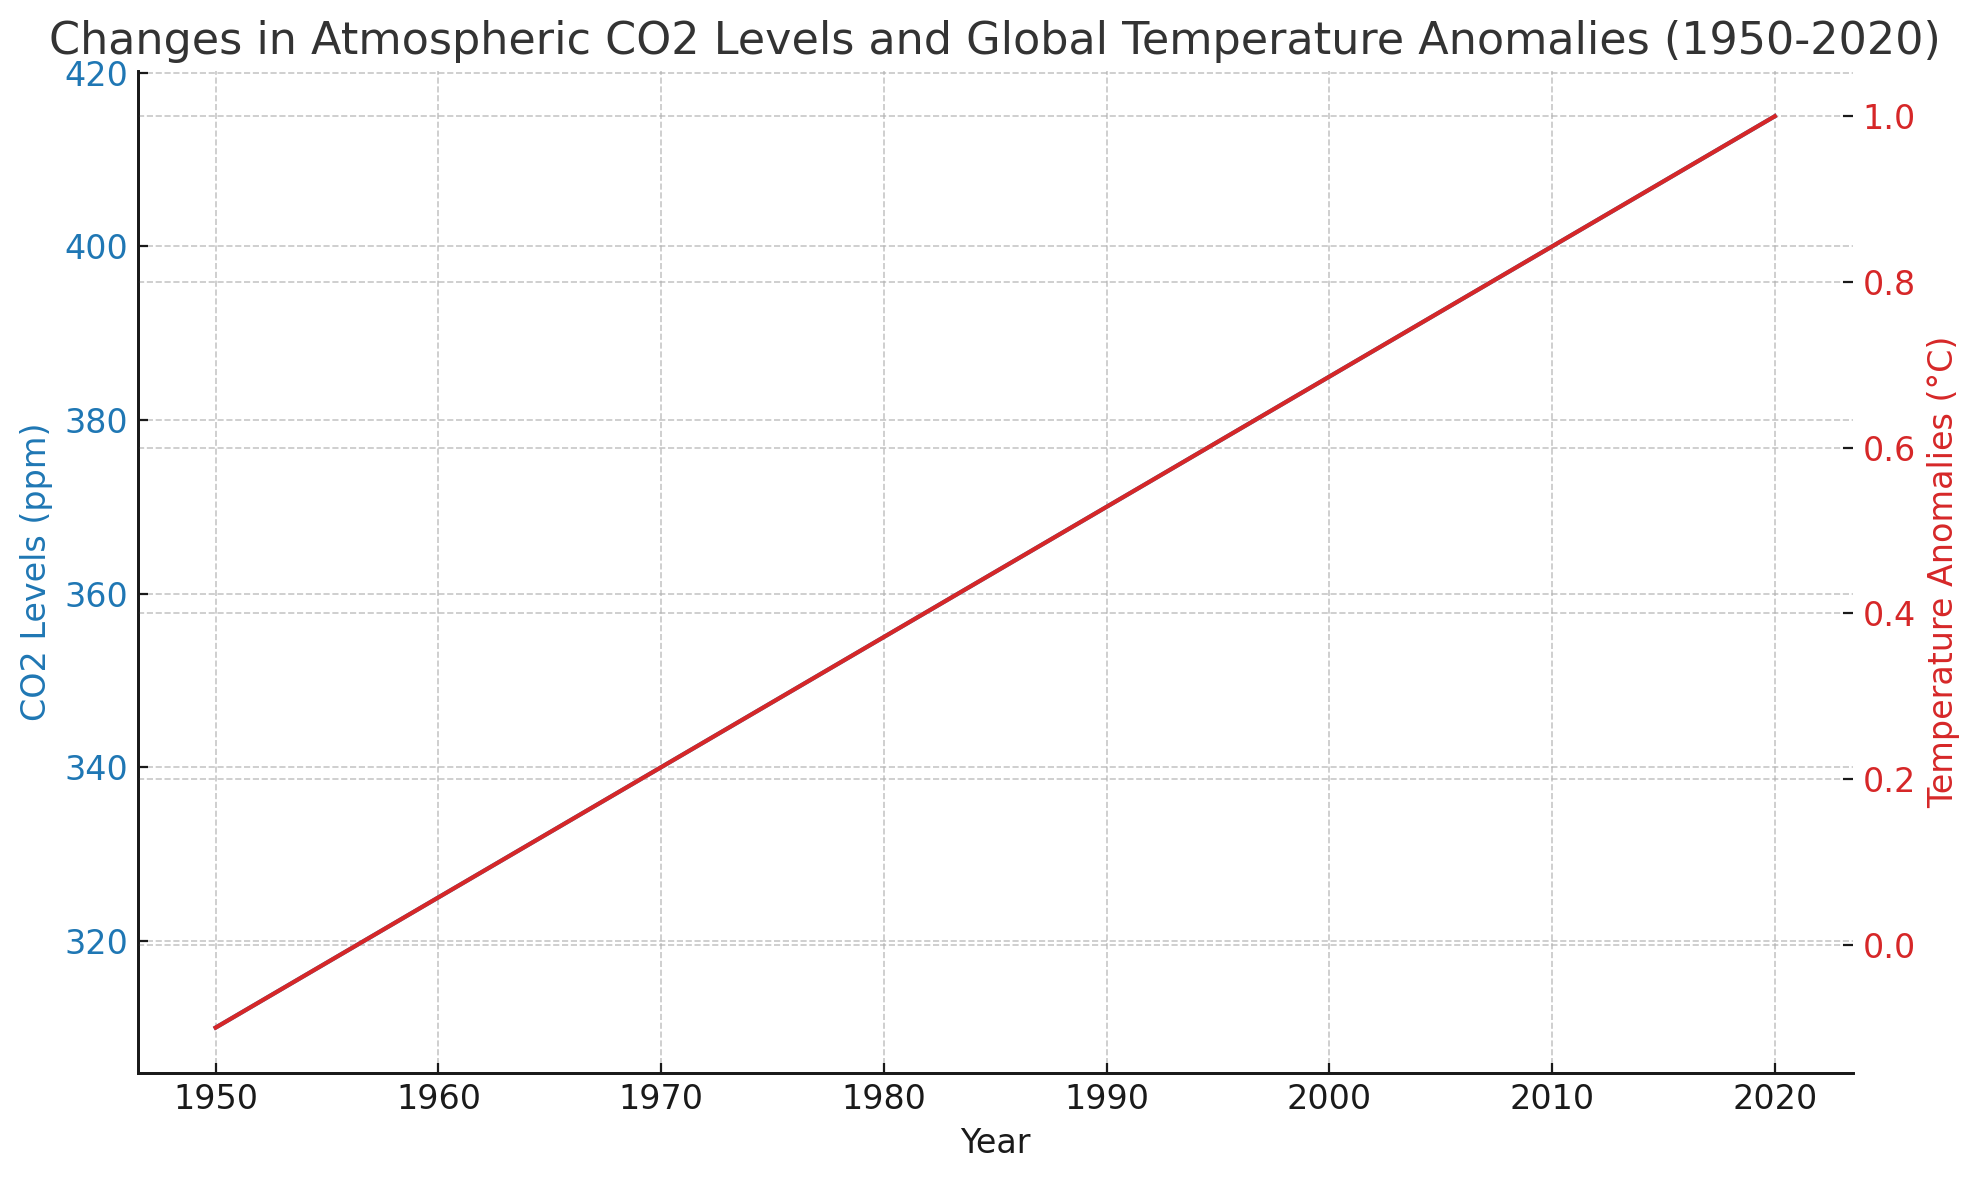 Changes in Atmospheric CO2 Levels and Global Temperature Anomalies (1950-2020)
CO2 Levels (ppm)
420
400
380
360
340
320
1.0
0.8
0.6
0.4
0.2
0.0
Temperature Anomalies (°C)
1950 1960 1970 1980 1990 2000 2010 2020
Year